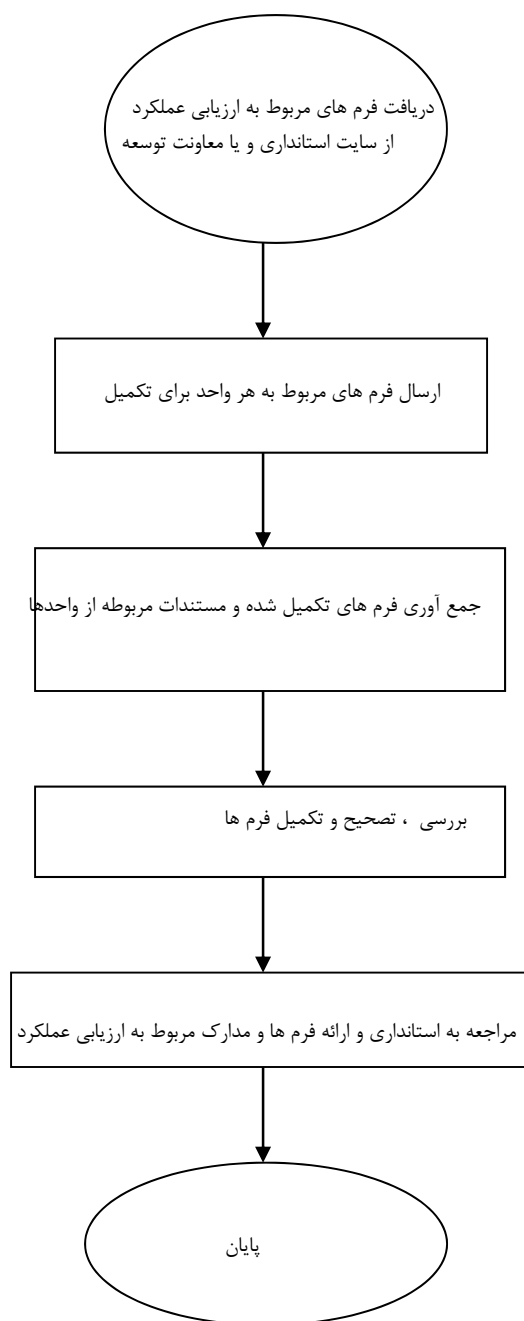 دریافت فرم های مربوط به ارزیابی عملکرد
از سایت استانداری و یا معاونت توسعه
ارسال فرم های مربوط به هر واحد برای تکمیل
جمع آوری فرم های تکمیل شده و مستندات مربوطه از واحدها
بررسی ، تصحیح و تکمیل فرم ها
مراجعه به استانداری و ارائه فرم ها و مدارک مربوط به ارزیابی عملکرد
پایان